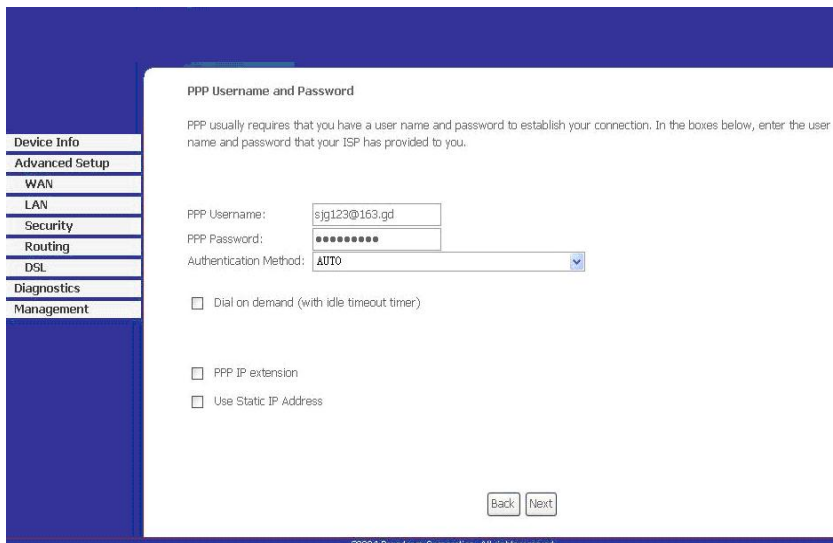 PPP Username and Password
PPP usually requires that you have a user name and password to establish your connection. In the boxes below, enter the user
name and password that your ISP has provided to you.
Device Info
Advanced Setup
WAN
LAN
Security
Routing
DSL
Diagnostics
Management
PPP Username: sjg123@163.gd
PPP Password: ●●●●●●●●●
Authentication Method: AUTO
Dial on demand (with idle timeout timer)
PPP IP extension
Use Static IP Address
Back Next